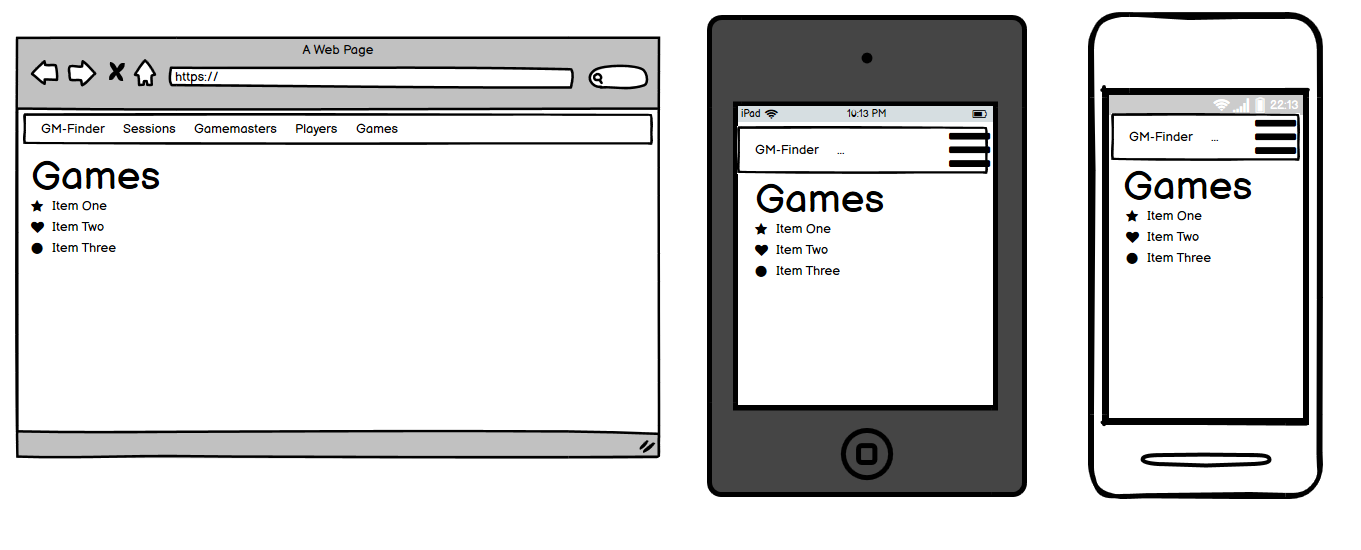 A Web Page
https://
GM-Finder Sessions Gamemasters Players Games
Games
Item One
Item Two
Item Three
iPad 10:13 PM
GM-Finder ...
Games
Item One
Item Two
Item Three
22:13
GM-Finder ...
Games
Item One
Item Two
Item Three